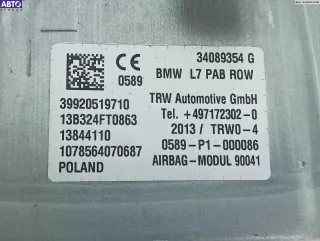 АВТО
34089354 G
0589
BMW L7 PAB ROW
39920519710
13B324FT0863
13844110
1078564070687
POLAND
TRW Automotive GmbH
Tel. +497172302-0
2013 / TRW0-4
0589-P1-000086
AIRBAG-MODUL 90041